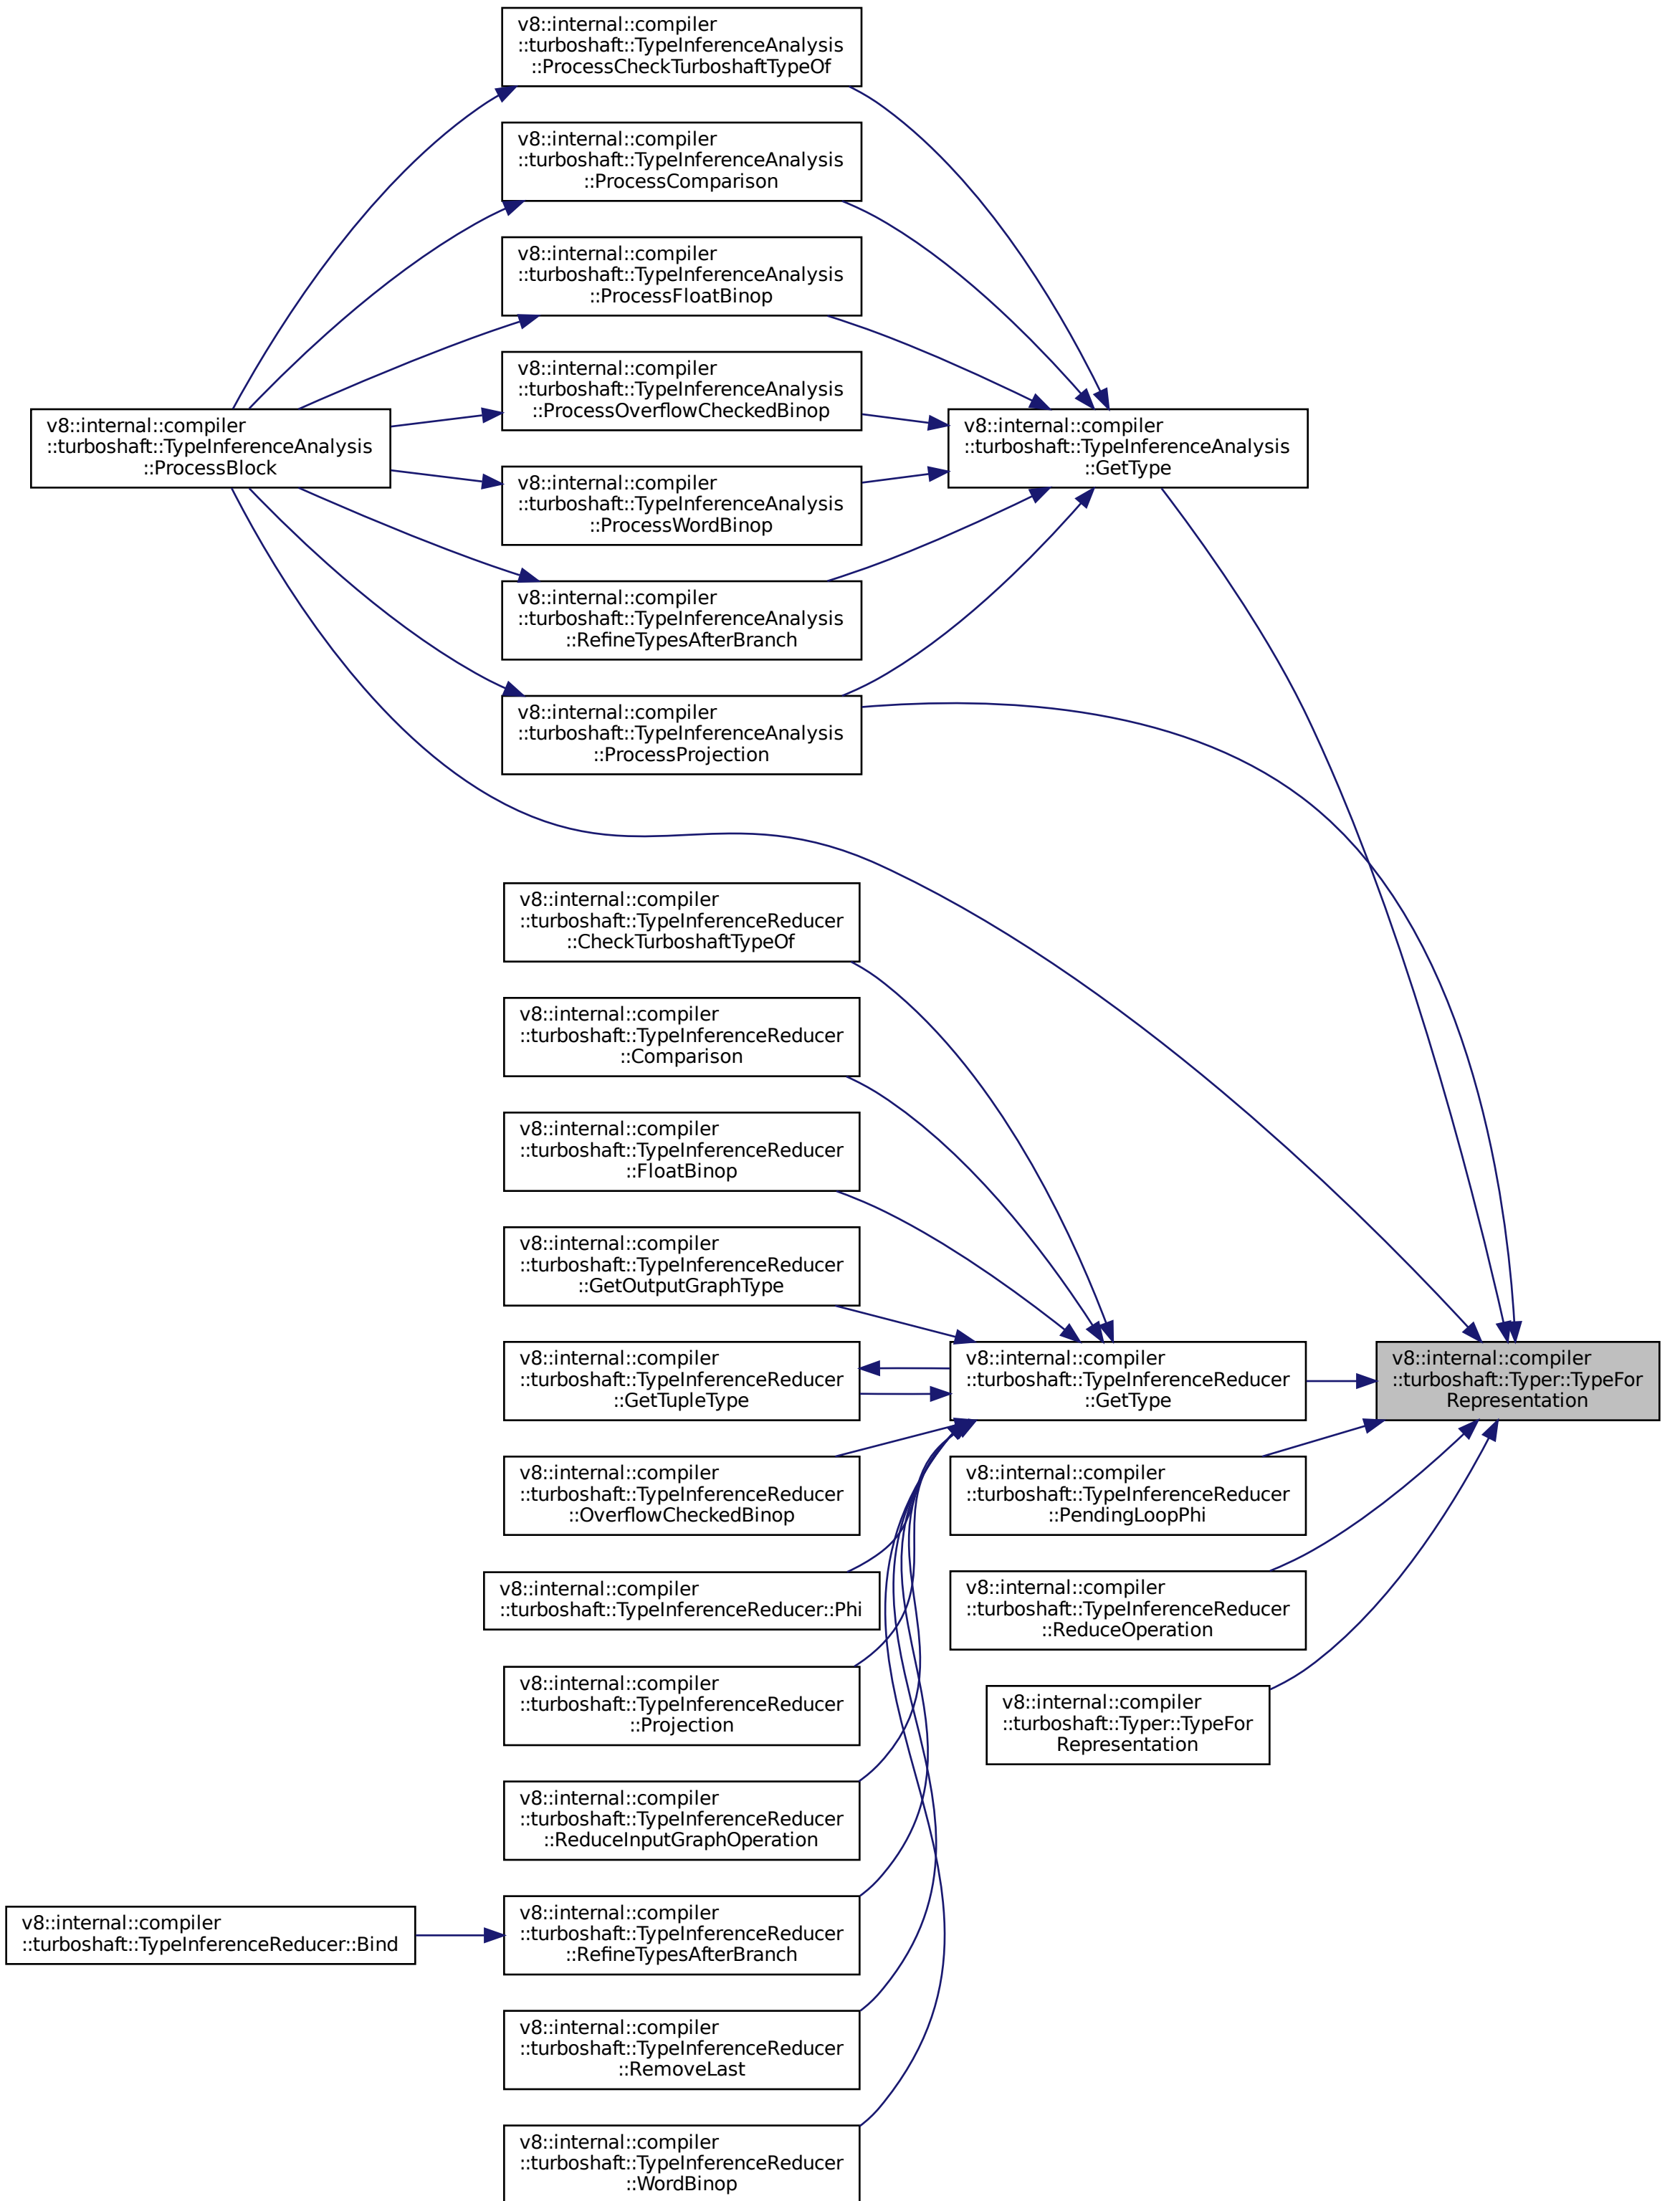 v8::internal::compiler
::turboshaft::TypeInferenceAnalysis
::ProcessCheckTurboshaftTypeOf
v8::internal::compiler
::turboshaft::TypeInferenceAnalysis
::ProcessComparison
v8::internal::compiler
::turboshaft::TypeInferenceAnalysis
::ProcessFloatBinop
v8::internal::compiler
::turboshaft::TypeInferenceAnalysis
::ProcessOverflowCheckedBinop
v8::internal::compiler
::turboshaft::TypeInferenceAnalysis
::ProcessBlock
v8::internal::compiler
::turboshaft::TypeInferenceAnalysis
::GetType
v8::internal::compiler
::turboshaft::TypeInferenceAnalysis
::ProcessWordBinop
v8::internal::compiler
::turboshaft::TypeInferenceAnalysis
::RefineTypesAfterBranch
v8::internal::compiler
::turboshaft::TypeInferenceAnalysis
::ProcessProjection
v8::internal::compiler
::turboshaft::TypeInferenceReducer
::CheckTurboshaftTypeOf
v8::internal::compiler
::turboshaft::TypeInferenceReducer
::Comparison
v8::internal::compiler
::turboshaft::TypeInferenceReducer
::FloatBinop
v8::internal::compiler
::turboshaft::TypeInferenceReducer
::GetOutputGraphType
v8::internal::compiler
::turboshaft::TypeInferenceReducer
::GetTupleType
v8::internal::compiler
::turboshaft::TypeInferenceReducer
::GetType
v8::internal::compiler
::turboshaft::Typer::TypeFor
Representation
v8::internal::compiler
::turboshaft::TypeInferenceReducer
::OverflowCheckedBinop
v8::internal::compiler
::turboshaft::TypeInferenceReducer
::PendingLoopPhi
v8::internal::compiler
::turboshaft::TypeInferenceReducer::Phi
v8::internal::compiler
::turboshaft::TypeInferenceReducer
::ReduceOperation
v8::internal::compiler
::turboshaft::TypeInferenceReducer
::Projection
v8::internal::compiler
::turboshaft::Typer::TypeFor
Representation
v8::internal::compiler
::turboshaft::TypeInferenceReducer
::ReduceInputGraphOperation
v8::internal::compiler
::turboshaft::TypeInferenceReducer::Bind
v8::internal::compiler
::turboshaft::TypeInferenceReducer
::RefineTypesAfterBranch
v8::internal::compiler
::turboshaft::TypeInferenceReducer
::RemoveLast
v8::internal::compiler
::turboshaft::TypeInferenceReducer
::WordBinop